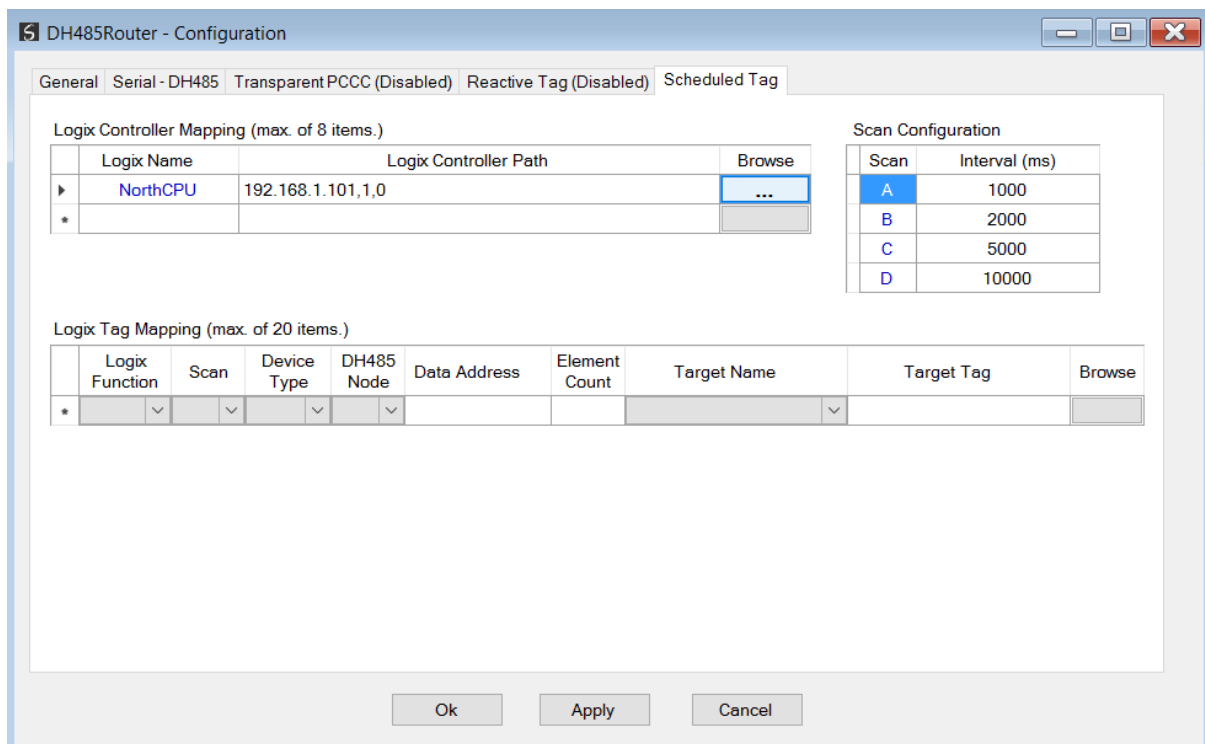 DH485Router - Configuration
General Serial - DH485 Transparent PCCC (Disabled) Reactive Tag (Disabled) Scheduled Tag
Logix Controller Mapping (max. of 8 items.)
Logix Name Logix Controller Path Browse
NorthCPU 192.168.1.101,1,0 ...
*
Scan Configuration
Scan Interval (ms)
A 1000
B 2000
C 5000
D 10000
Logix Tag Mapping (max. of 20 items.)
Logix Function Scan Device Type DH485 Node Data Address Element Count Target Name Target Tag Browse
*
Ok Apply Cancel